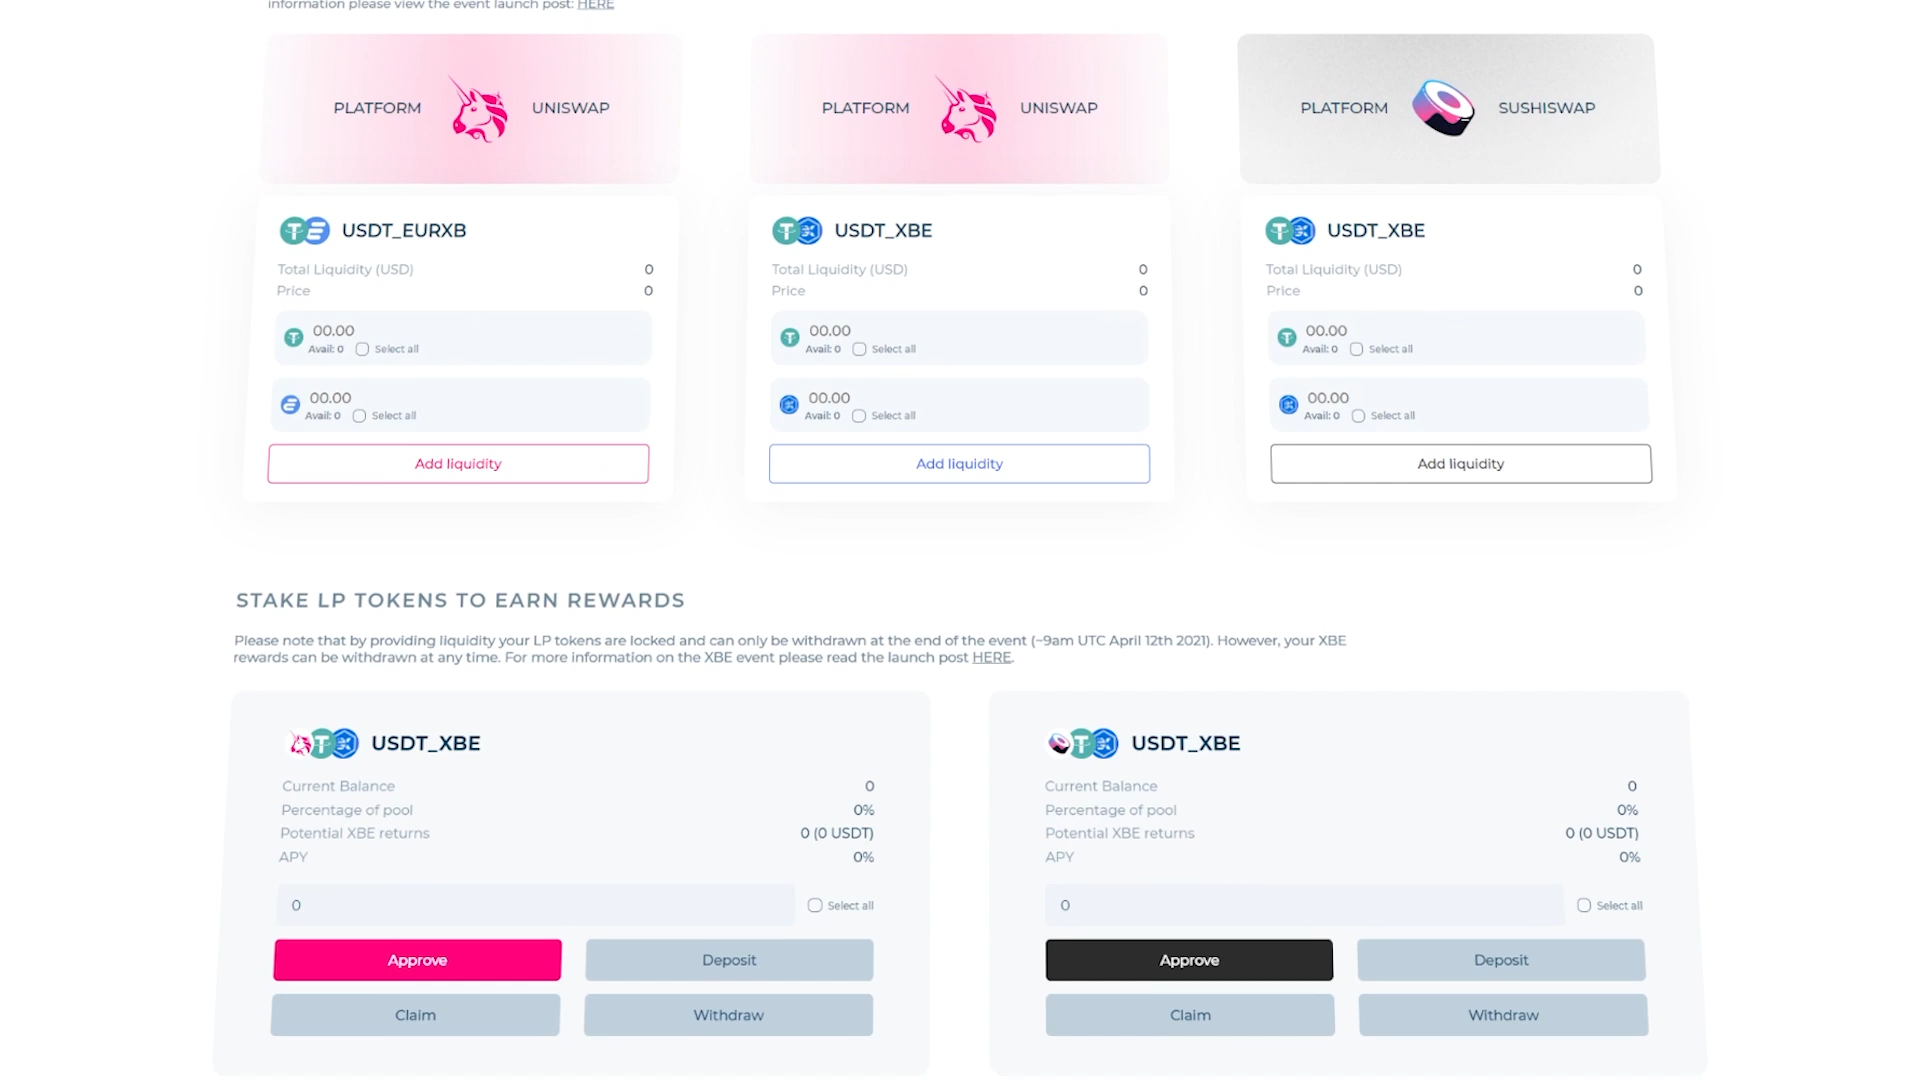 information please view the event launch post: HERE
PLATFORM UNISWAP
PLATFORM UNISWAP
PLATFORM SUSHISWAP
USDT_EURXB
Total Liquidity (USD) 0
Price 0
00.00
Avail: 0 Select all
00.00
Avail: 0 Select all
Add liquidity
USDT_XBE
Total Liquidity (USD) 0
Price 0
00.00
Avail: 0 Select all
00.00
Avail: 0 Select all
Add liquidity
USDT_XBE
Total Liquidity (USD) 0
Price 0
00.00
Avail: 0 Select all
00.00
Avail: 0 Select all
Add liquidity
STAKE LP TOKENS TO EARN REWARDS
Please note that by providing liquidity your LP tokens are locked and can only be withdrawn at the end of the event (~9am UTC April 12th 2021). However, your XBE
rewards can be withdrawn at any time. For more information on the XBE event please read the launch post HERE.
USDT_XBE
Current Balance 0
Percentage of pool 0%
Potential XBE returns 0 (0 USDT)
APY 0%
0 Select all
Approve Deposit
Claim Withdraw
USDT_XBE
Current Balance 0
Percentage of pool 0%
Potential XBE returns 0 (0 USDT)
APY 0%
0 Select all
Approve Deposit
Claim Withdraw